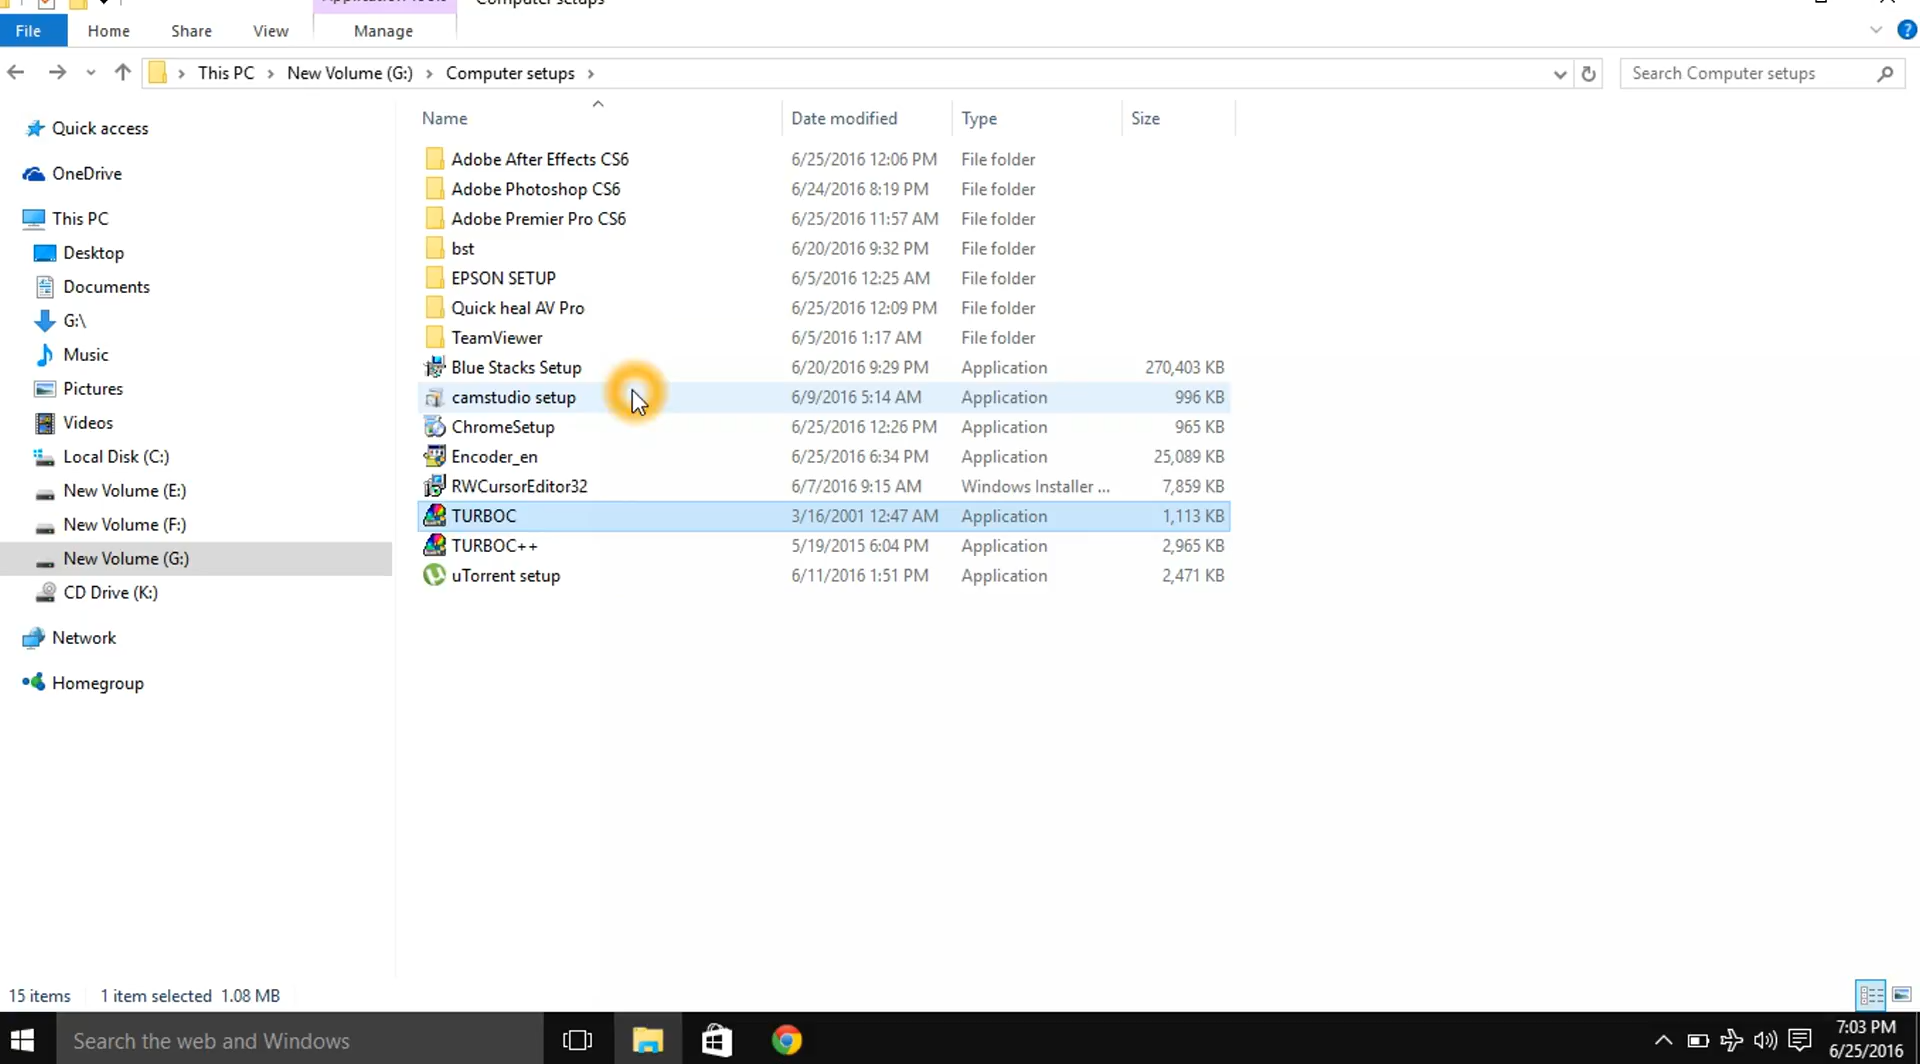 Application Tools
Computer setups
File Home Share View Manage
This PC New Volume (G:) Computer setups
Search Computer setups
Name Date modified Type Size
Quick access
OneDrive
This PC
Desktop
Documents
G:\
Music
Pictures
Videos
Local Disk (C:)
New Volume (E:)
New Volume (F:)
New Volume (G:)
CD Drive (K:)
Network
Homegroup
Adobe After Effects CS6 6/25/2016 12:06 PM File folder
Adobe Photoshop CS6 6/24/2016 8:19 PM File folder
Adobe Premier Pro CS6 6/25/2016 11:57 AM File folder
bst 6/20/2016 9:32 PM File folder
EPSON SETUP 6/5/2016 12:25 AM File folder
Quick heal AV Pro 6/25/2016 12:09 PM File folder
TeamViewer 6/5/2016 1:17 AM File folder
Blue Stacks Setup 6/20/2016 9:29 PM Application 270,403 KB
camstudio setup 6/9/2016 5:14 AM Application 996 KB
ChromeSetup 6/25/2016 12:26 PM Application 965 KB
Encoder_en 6/25/2016 6:34 PM Application 25,089 KB
RWCursorEditor32 6/7/2016 9:15 AM Windows Installer ... 7,859 KB
TURBOC 3/16/2001 12:47 AM Application 1,113 KB
TURBOC++ 5/19/2015 6:04 PM Application 2,965 KB
uTorrent setup 6/11/2016 1:51 PM Application 2,471 KB
15 items 1 item selected 1.08 MB
Search the web and Windows
7:03 PM
6/25/2016